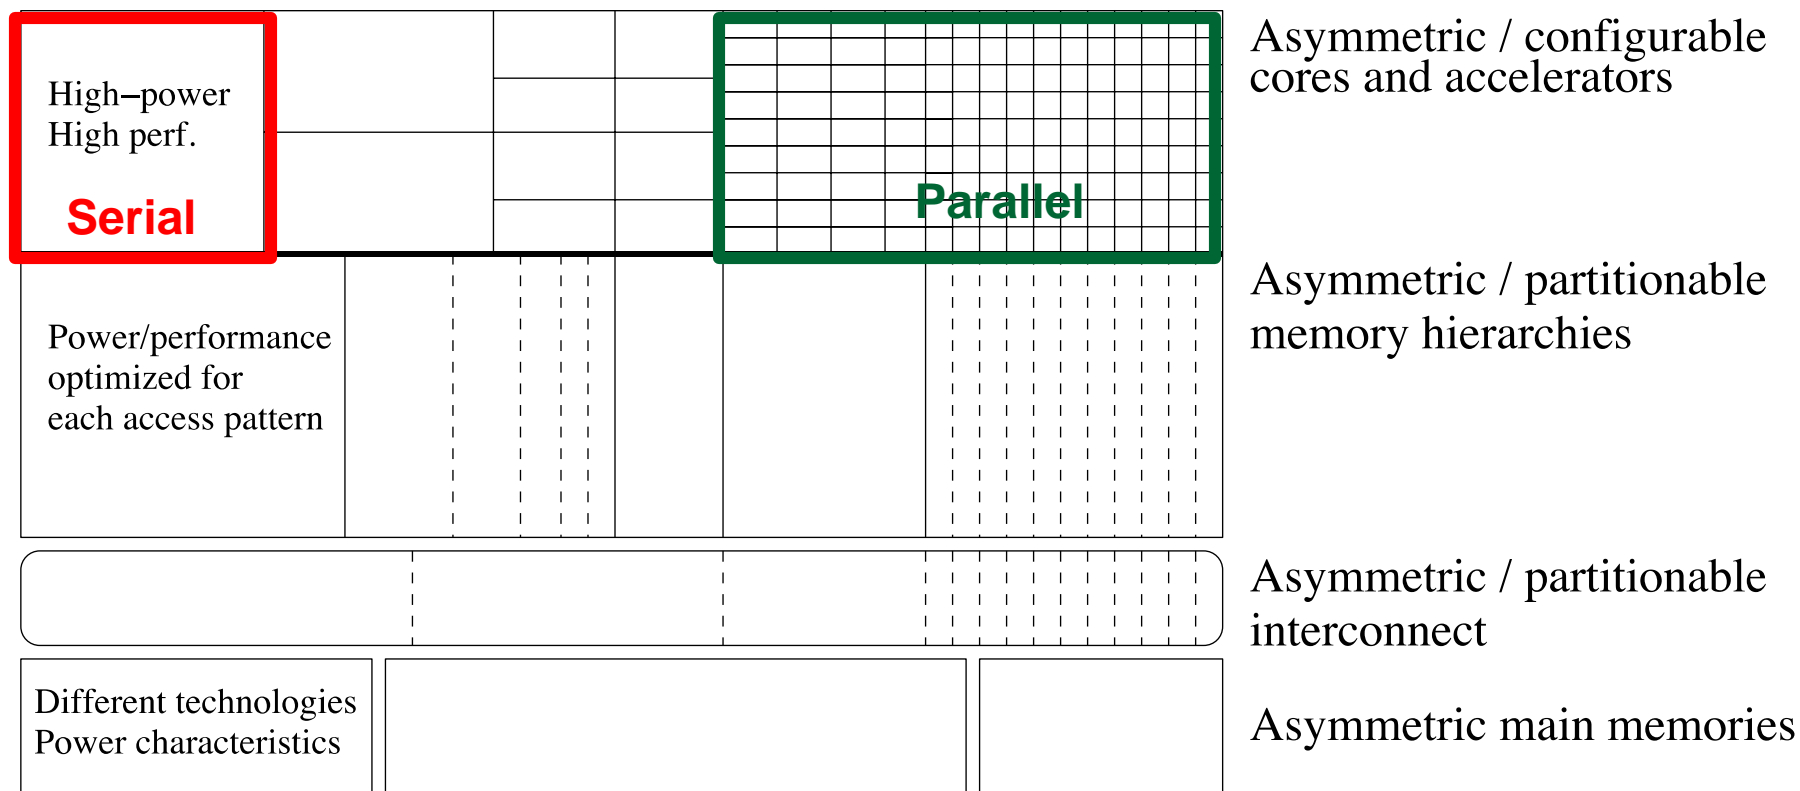 High−power
High perf.
Serial
Parallel
Asymmetric / configurable
cores and accelerators
Power/performance
optimized for
each access pattern
Asymmetric / partitionable
memory hierarchies
Asymmetric / partitionable
interconnect
Different technologies
Power characteristics
Asymmetric main memories